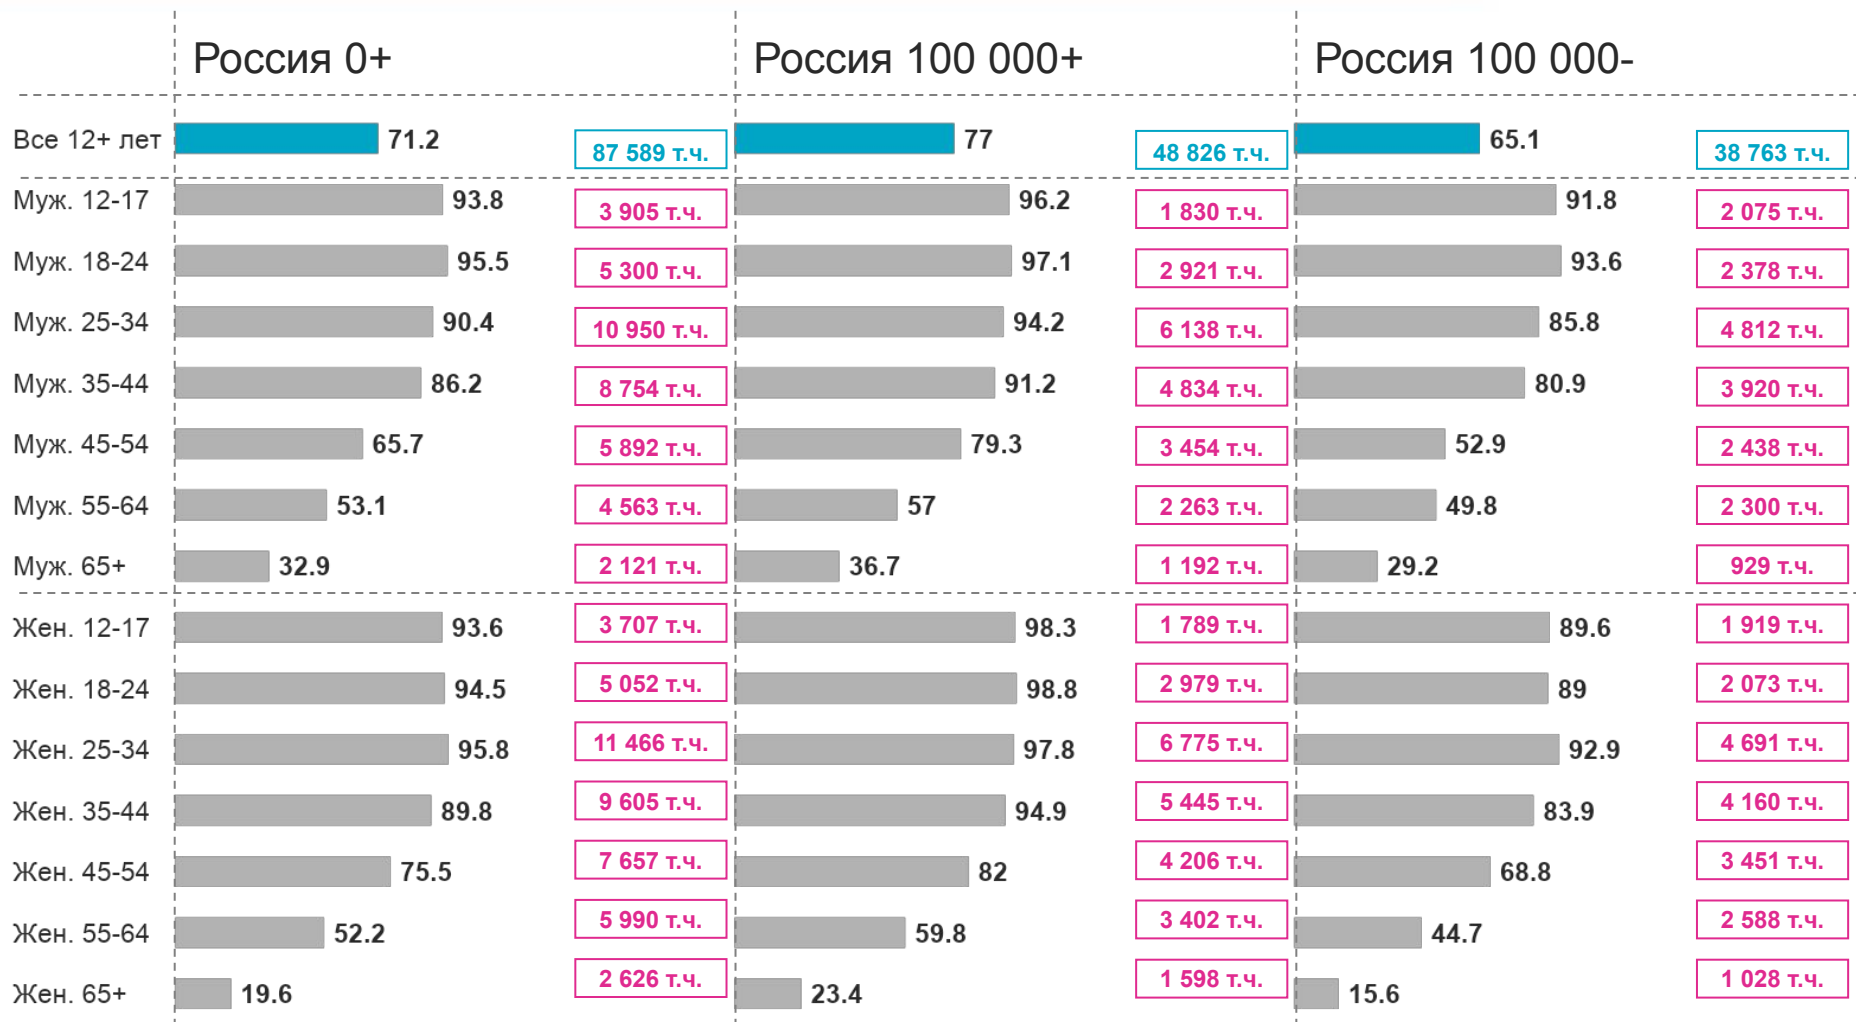 Россия 0+ Россия 100 000+ Россия 100 000-
Все 12+ лет 71.2 87 589 т.ч. 77 48 826 т.ч. 65.1 38 763 т.ч.
Муж. 12-17 93.8 3 905 т.ч. 96.2 1 830 т.ч. 91.8 2 075 т.ч.
Муж. 18-24 95.5 5 300 т.ч. 97.1 2 921 т.ч. 93.6 2 378 т.ч.
Муж. 25-34 90.4 10 950 т.ч. 94.2 6 138 т.ч. 85.8 4 812 т.ч.
Муж. 35-44 86.2 8 754 т.ч. 91.2 4 834 т.ч. 80.9 3 920 т.ч.
Муж. 45-54 65.7 5 892 т.ч. 79.3 3 454 т.ч. 52.9 2 438 т.ч.
Муж. 55-64 53.1 4 563 т.ч. 57 2 263 т.ч. 49.8 2 300 т.ч.
Муж. 65+ 32.9 2 121 т.ч. 36.7 1 192 т.ч. 29.2 929 т.ч.
Жен. 12-17 93.6 3 707 т.ч. 98.3 1 789 т.ч. 89.6 1 919 т.ч.
Жен. 18-24 94.5 5 052 т.ч. 98.8 2 979 т.ч. 89 2 073 т.ч.
Жен. 25-34 95.8 11 466 т.ч. 97.8 6 775 т.ч. 92.9 4 691 т.ч.
Жен. 35-44 89.8 9 605 т.ч. 94.9 5 445 т.ч. 83.9 4 160 т.ч.
Жен. 45-54 75.5 7 657 т.ч. 82 4 206 т.ч. 68.8 3 451 т.ч.
Жен. 55-64 52.2 5 990 т.ч. 59.8 3 402 т.ч. 44.7 2 588 т.ч.
Жен. 65+ 19.6 2 626 т.ч. 23.4 1 598 т.ч. 15.6 1 028 т.ч.